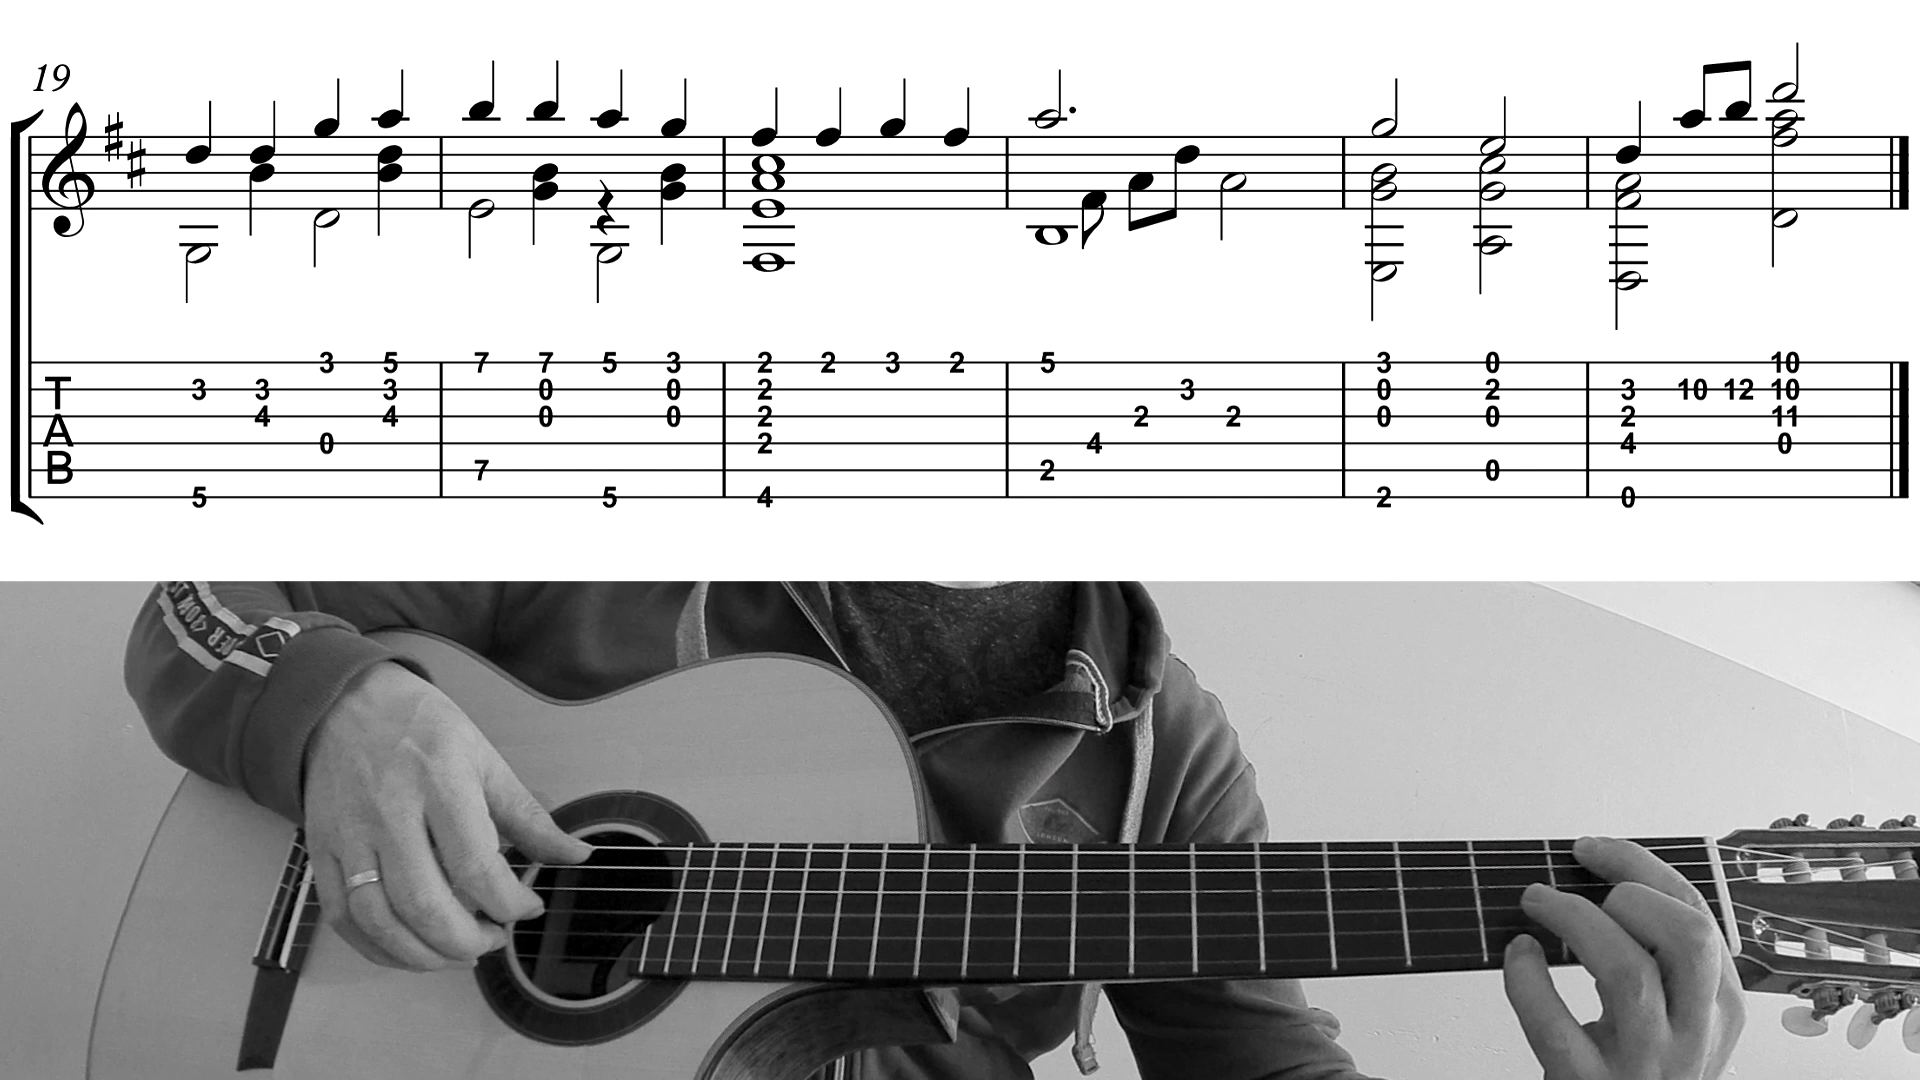 19
3 5 7 7 5 3 2 2 3 2 5 3 0 10
T 3 3 3 0 0 2 3 0 2 3 10 12 10
4 4 0 0 2 2 2 0 0 2 11
A 0 2 4 4 0
B 7 2 0
5 5 4 2 0